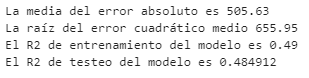 La media del error absoluto es 505.63
La raíz del error cuadrático medio 655.95
El R2 de entrenamiento del modelo es 0.49
El R2 de testeo del modelo es 0.484912